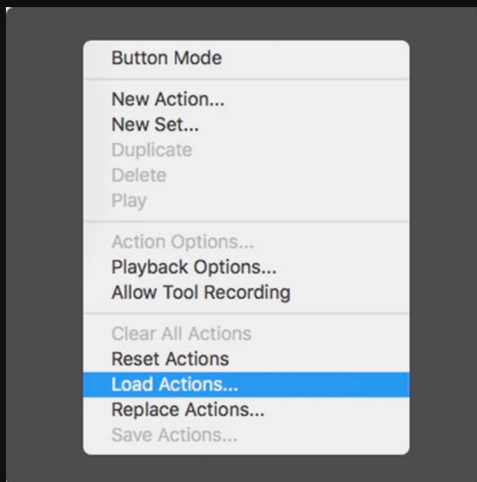 Button Mode
New Action...
New Set...
Duplicate
Delete
Play
Action Options...
Playback Options...
Allow Tool Recording
Clear All Actions
Reset Actions
Load Actions...
Replace Actions...
Save Actions...